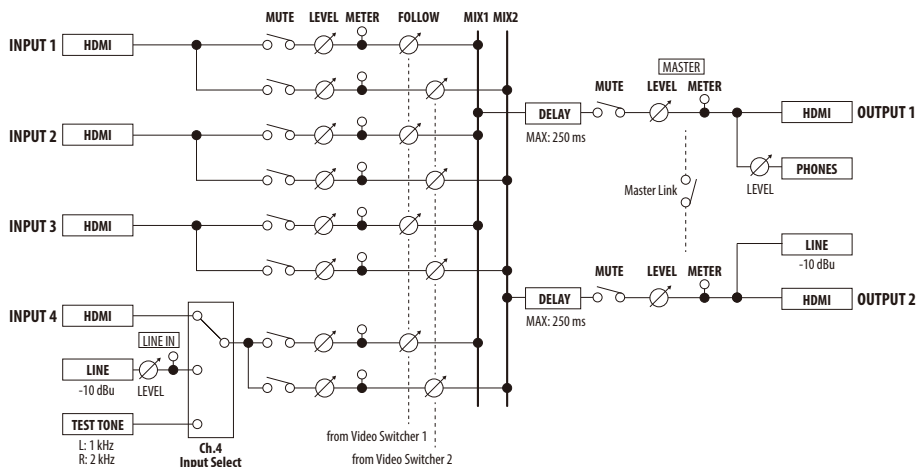 MUTE LEVEL METER FOLLOW MIX1 MIX2
INPUT 1 HDMI
INPUT 2 HDMI
INPUT 3 HDMI
INPUT 4 HDMI
LINE IN
LINE
-10 dBu
LEVEL
TEST TONE
L: 1 kHz
R: 2 kHz
Ch.4
Input Select
from Video Switcher 1
from Video Switcher 2
MASTER
DELAY MUTE LEVEL METER HDMI OUTPUT 1
MAX: 250 ms
PHONES
LEVEL
Master Link
LINE
-10 dBu
DELAY MUTE LEVEL METER HDMI OUTPUT 2
MAX: 250 ms